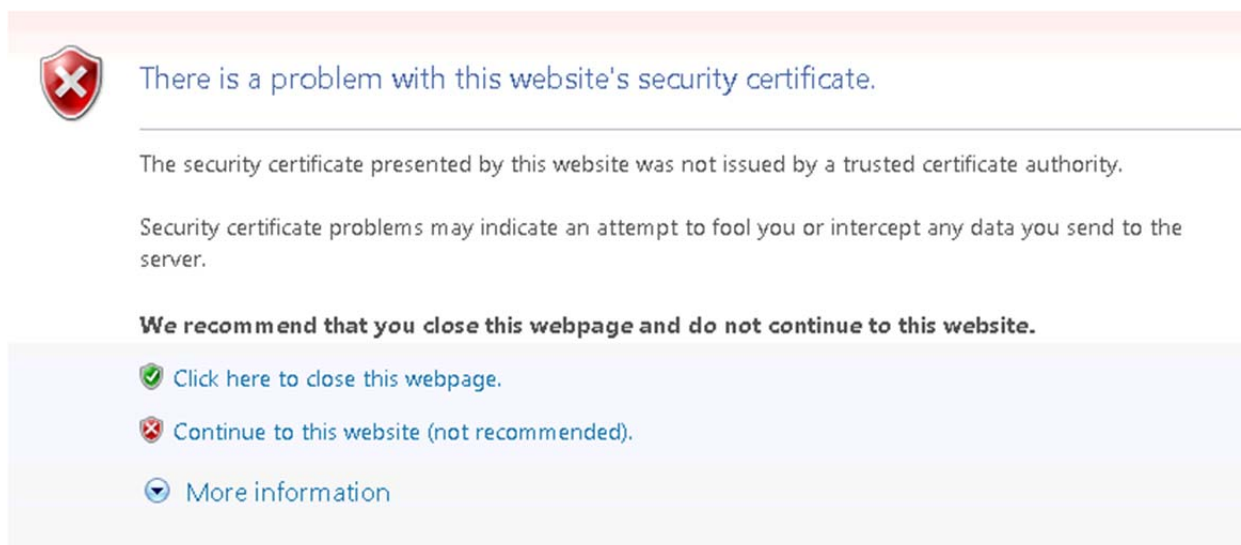 There is a problem with this website's security certificate.
The security certificate presented by this website was not issued by a trusted certificate authority.
Security certificate problems may indicate an attempt to fool you or intercept any data you send to the
server.
We recommend that you close this webpage and do not continue to this website.
Click here to close this webpage.
Continue to this website (not recommended).
More information